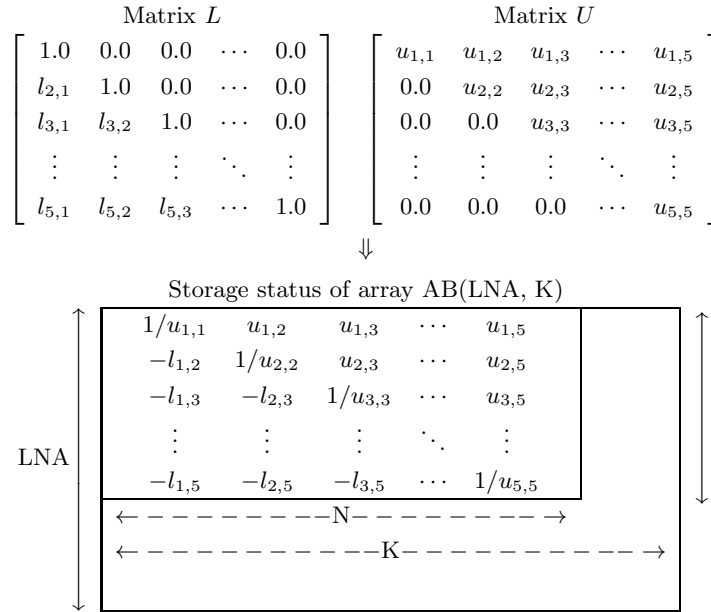 Matrix L Matrix U
1.0 0.0 0.0 ⋯ 0.0 u1,1 u1,2 u1,3 ⋯ u1,5
l2,1 1.0 0.0 ⋯ 0.0 0.0 u2,2 u2,3 ⋯ u2,5
l3,1 l3,2 1.0 ⋯ 0.0 0.0 0.0 u3,3 ⋯ u3,5
⋮ ⋮ ⋮ ⋱ ⋮ ⋮ ⋮ ⋮ ⋱ ⋮
l5,1 l5,2 l5,3 ⋯ 1.0 0.0 0.0 0.0 ⋯ u5,5
⇓
Storage status of array AB(LNA, K)
1/u1,1 u1,2 u1,3 ⋯ u1,5
−l1,2 1/u2,2 u2,3 ⋯ u2,5
−l1,3 −l2,3 1/u3,3 ⋯ u3,5
⋮ ⋮ ⋮ ⋱ ⋮
LNA
−l1,5 −l2,5 −l3,5 ⋯ 1/u5,5
N
K